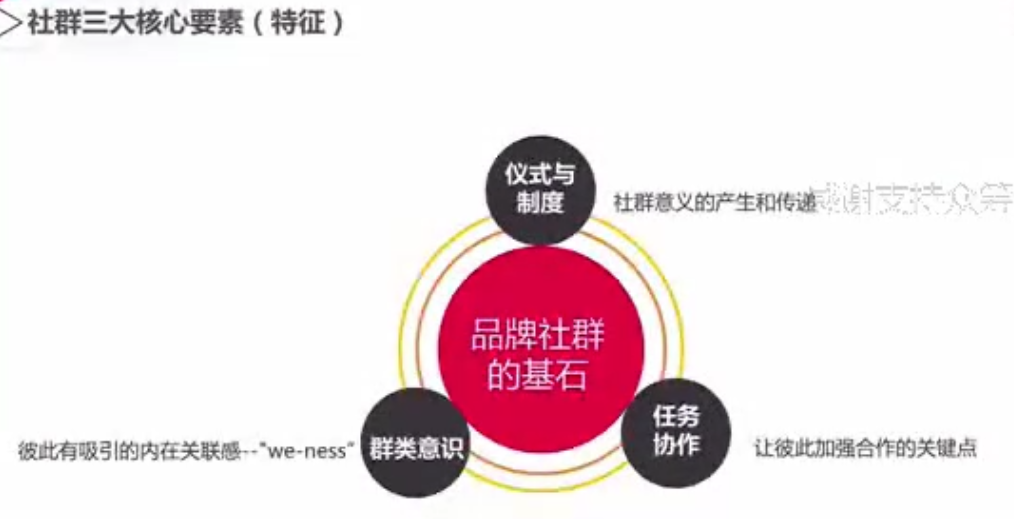 社群三大核心要素（特征）
仪式与
制度
社群意义的产生和传递
感谢支持众筹
品牌社群
的基石
彼此有吸引的内在关联感--"we-ness"
群类意识
任务
协作
让彼此加强合作的关键点